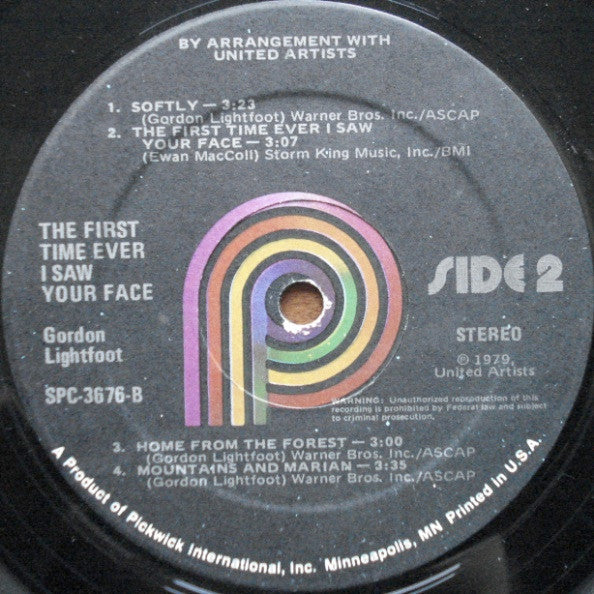 BY ARRANGEMENT WITH
UNITED ARTISTS
1. SOFTLY — 3:23
(Gordon Lightfoot) Warner Bros. Inc./ASCAP
2. THE FIRST TIME EVER I SAW
YOUR FACE — 3:07
(Ewan MacColl) Storm King Music, Inc./BMI
THE FIRST
TIME EVER
I SAW
YOUR FACE
Gordon
Lightfoot
SPC-3676-B
SIDE 2
STEREO
© 1979,
United Artists
WARNING: Unauthorized reproduction of this
recording is prohibited by Federal law and subject
to criminal prosecution.
3. HOME FROM THE FOREST — 3:00
(Gordon Lightfoot) Warner Bros. Inc./ASCAP
4. MOUNTAINS AND MARIAN — 3:35
(Gordon Lightfoot) Warner Bros. Inc./ASCAP
A Product of Pickwick International, Inc. Minneapolis, MN Printed in U.S.A.